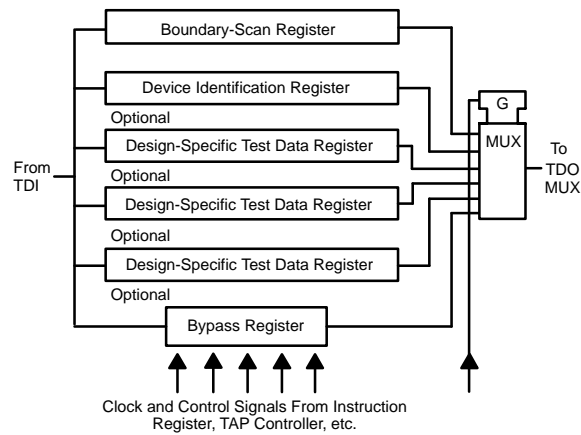 Boundary-Scan Register
Device Identification Register
G
Optional
MUX
Design-Specific Test Data Register
From
TDI
To
TDO
MUX
Optional
Design-Specific Test Data Register
Optional
Design-Specific Test Data Register
Optional
Bypass Register
Clock and Control Signals From Instruction
Register, TAP Controller, etc.